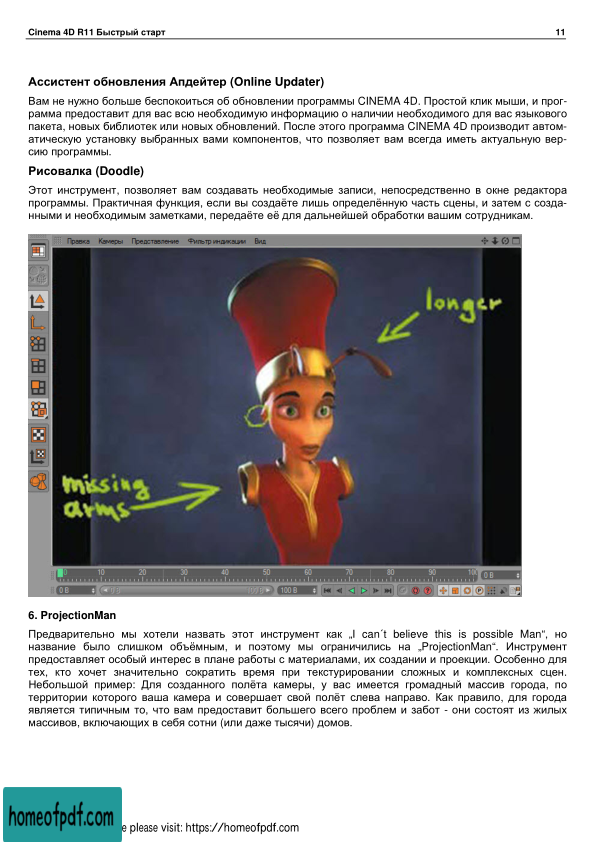 Cinema 4D R11 Быстрый старт 11
Ассистент обновления Апдейтер (Online Updater)
Вам не нужно больше беспокоиться об обновлении программы CINEMA 4D. Простой клик мыши, и прог-
рамма предоставит для вас всю необходимую информацию о наличии необходимого для вас языкового
пакета, новых библиотек или новых обновлений. После этого программа CINEMA 4D производит автом-
атическую установку выбранных вами компонентов, что позволяет вам всегда иметь актуальную вер-
сию программы.
Рисовалка (Doodle)
Этот инструмент, позволяет вам создавать необходимые записи, непосредственно в окне редактора
программы. Практичная функция, если вы создаёте лишь определённую часть сцены, и затем с созда-
нными и необходимым заметками, передаёте её для дальнейшей обработки вашим сотрудникам.
Правка Камеры Представление Фильтр индикации Вид
longer
missing
arms
0 10 20 30 40 50 60 70 80 90 100 0 B
0 B 100 B
6. ProjectionMan
Предварительно мы хотели назвать этот инструмент как „I can´t believe this is possible Man“, но
название было слишком объёмным, и поэтому мы ограничились на „ProjectionMan“. Инструмент
предоставляет особый интерес в плане работы с материалами, их создании и проекции. Особенно для
тех, кто хочет значительно сократить время при текстурировании сложных и комплексных сцен.
Небольшой пример: Для созданного полёта камеры, у вас имеется громадный массив города, по
территории которого ваша камера и совершает свой полёт слева направо. Как правило, для города
является типичным то, что вам предоставит большего всего проблем и забот - они состоят из жилых
массивов, включающих в себя сотни (или даже тысячи) домов.
homeofpdf.com
e please visit: https://homeofpdf.com